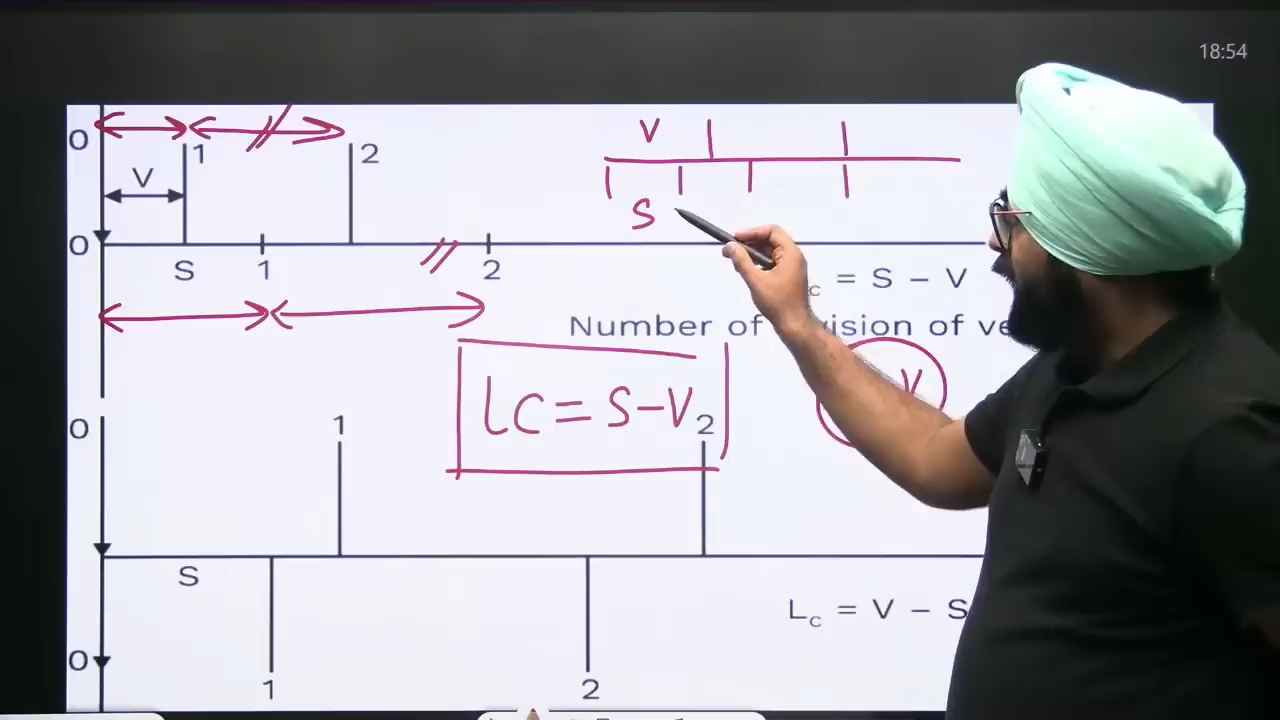 18:54
0 1 2 V
V
0 S 1 2 S
c = S – V
Number of vision of ve
LC = S – V V
0 1 2
S
Lc = V – S
0 1 2